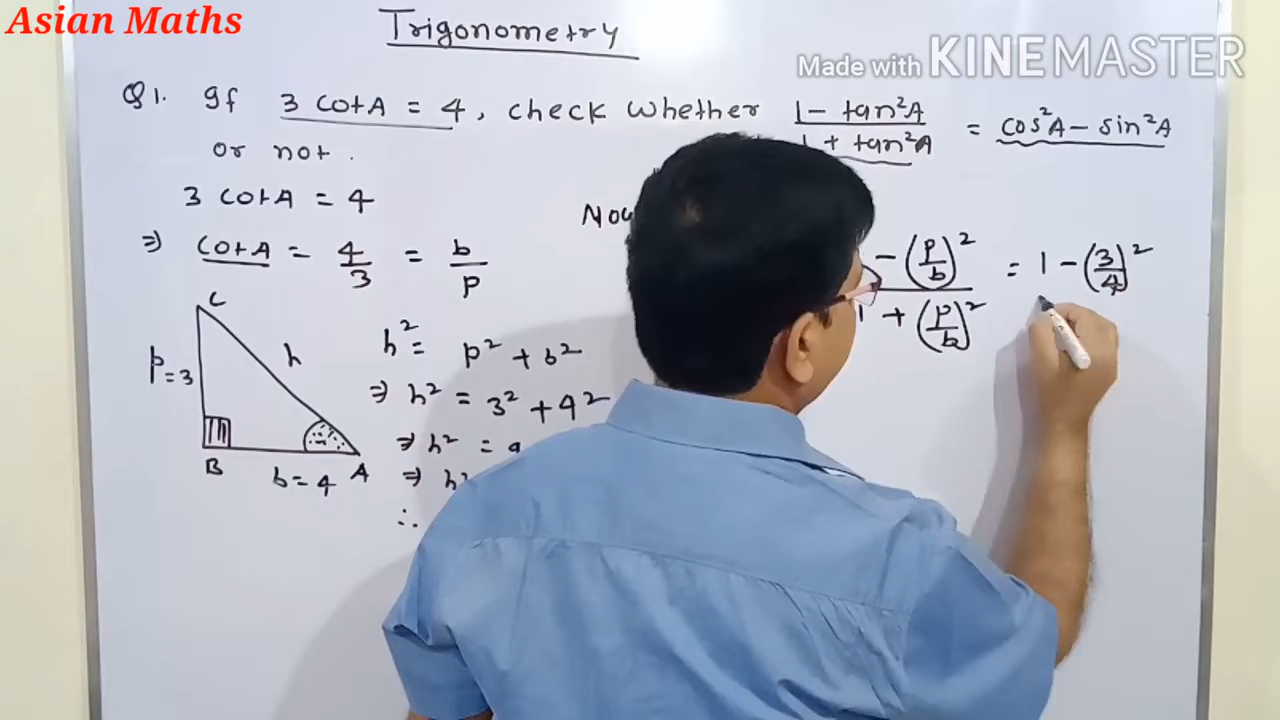 Asian Maths
Trigonometry
Made with KINEMASTER
Q1. If 3 cotA = 4, check whether (1 - tan²A)/(1 + tan²A) = cos²A - sin²A
or not.
3 cotA = 4
⇒ cotA = 4/3 = b/p
C
p=3
h
B
b=4
A
h² = p² + b²
⇒ h² = 3² + 4²
⇒ h² =
⇒
∴
- (p/b)² = 1 - (3/4)²
1 + (p/b)²